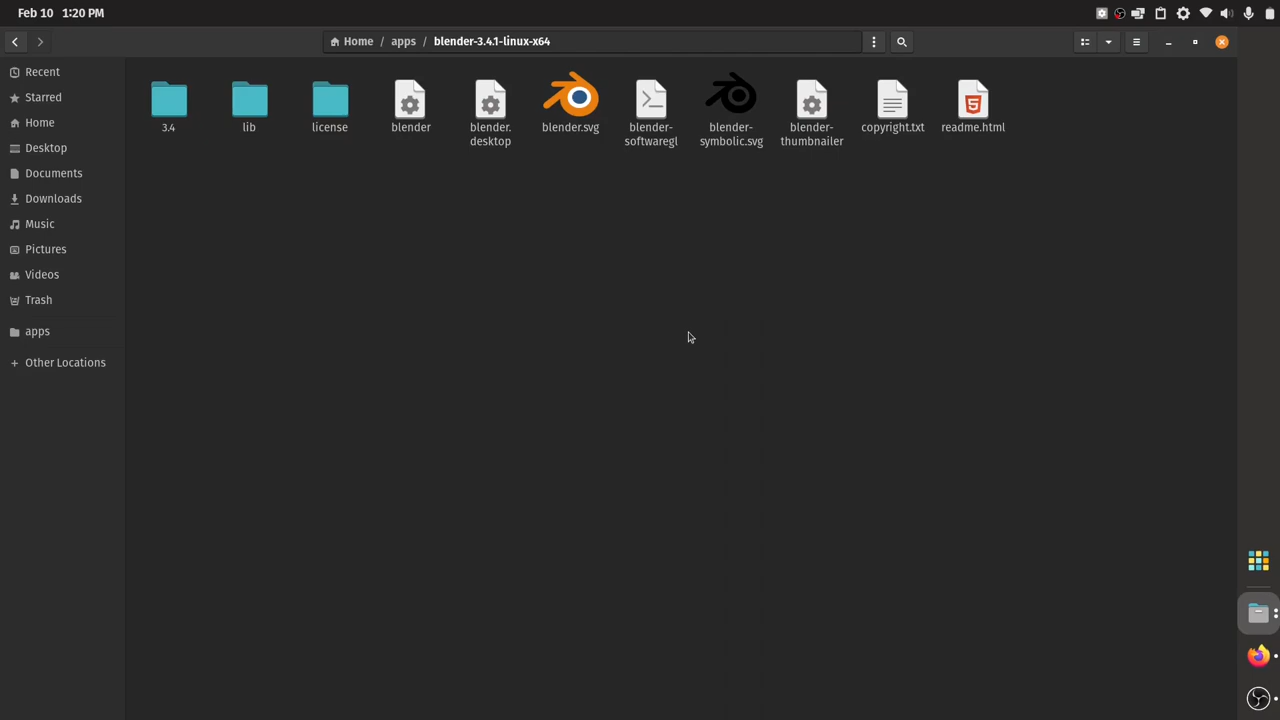 Feb 10 1:20 PM
Home / apps / blender-3.4.1-linux-x64
Recent
Starred
Home
Desktop
Documents
Downloads
Music
Pictures
Videos
Trash
apps
+ Other Locations
3.4
lib
license
blender
blender.
desktop
blender.svg
blender-
softwaregl
blender-
symbolic.svg
blender-
thumbnailer
copyright.txt
readme.html